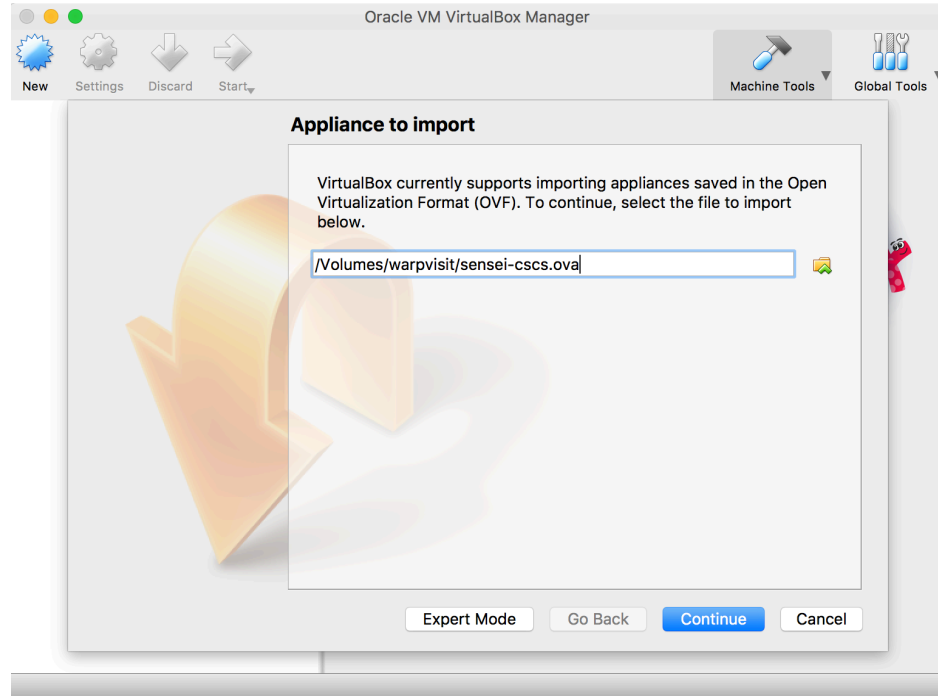 Oracle VM VirtualBox Manager
New
Settings
Discard
Start
Machine Tools
Global Tools
Appliance to import
VirtualBox currently supports importing appliances saved in the Open
Virtualization Format (OVF). To continue, select the file to import
below.
/Volumes/warpvisit/sensei-cscs.ova
Expert Mode
Go Back
Continue
Cancel